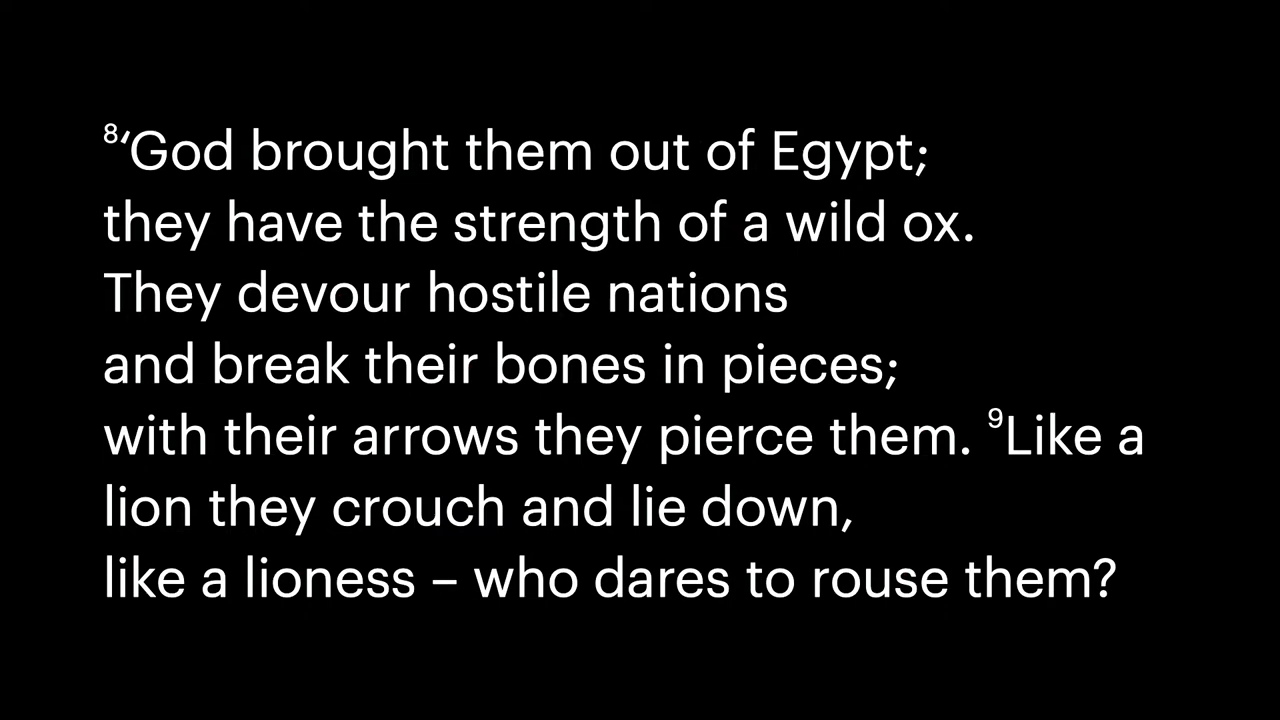 ⁸‘God brought them out of Egypt;
they have the strength of a wild ox.
They devour hostile nations
and break their bones in pieces;
with their arrows they pierce them. ⁹Like a
lion they crouch and lie down,
like a lioness – who dares to rouse them?